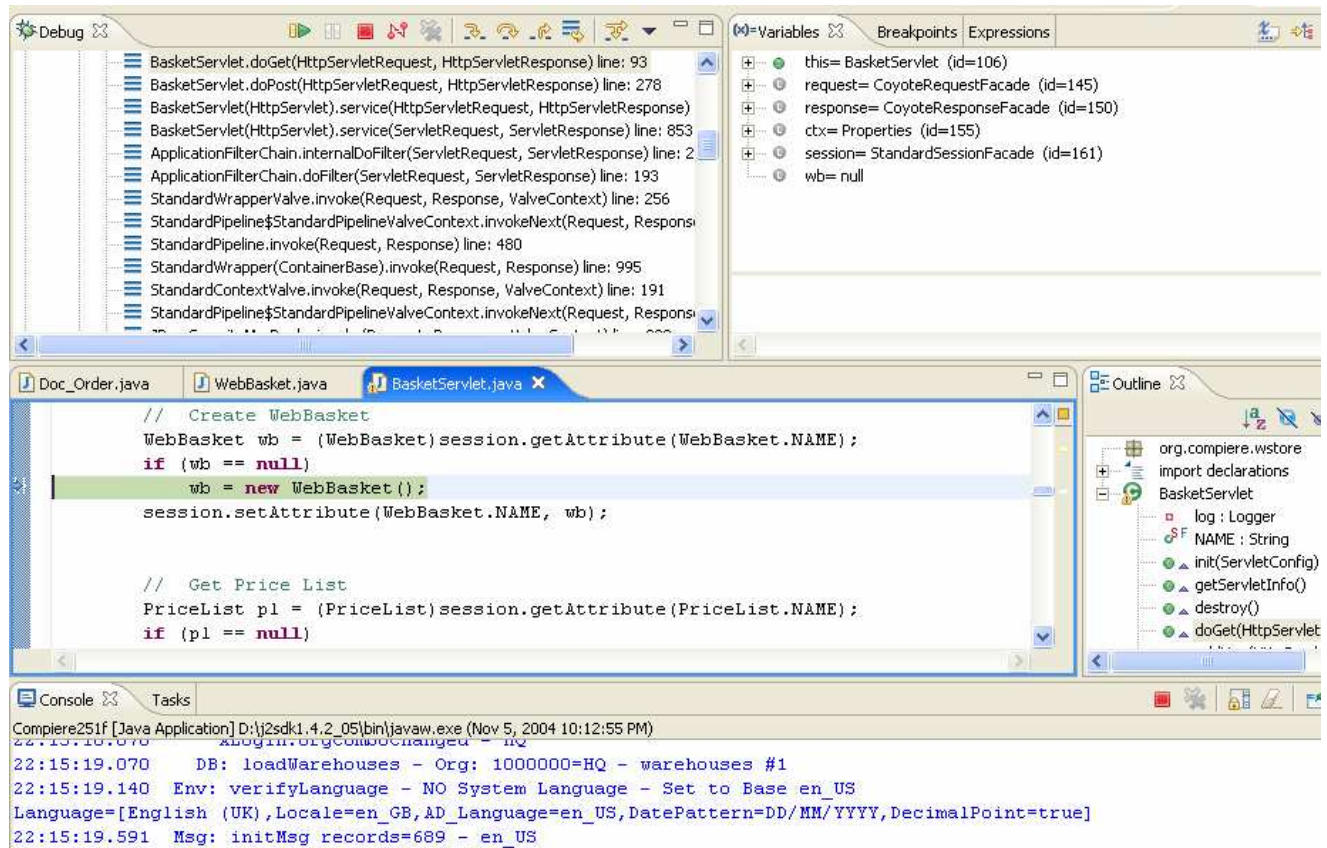 Debug
BasketServlet.doGet(HttpServletRequest, HttpServletResponse) line: 93
BasketServlet.doPost(HttpServletRequest, HttpServletResponse) line: 278
BasketServlet(HttpServlet).service(HttpServletRequest, HttpServletResponse)
BasketServlet(HttpServlet).service(ServletRequest, ServletResponse) line: 853
ApplicationFilterChain.internalDoFilter(ServletRequest, ServletResponse) line: 2
ApplicationFilterChain.doFilter(ServletRequest, ServletResponse) line: 193
StandardWrapperValve.invoke(Request, Response, ValveContext) line: 256
StandardPipeline$StandardPipelineValveContext.invokeNext(Request, Respons
StandardPipeline.invoke(Request, Response) line: 480
StandardWrapper(ContainerBase).invoke(Request, Response) line: 995
StandardContextValve.invoke(Request, Response, ValveContext) line: 191
StandardPipeline$StandardPipelineValveContext.invokeNext(Request, Respons
(x)= Variables Breakpoints Expressions
this= BasketServlet (id=106)
request= CoyoteRequestFacade (id=145)
response= CoyoteResponseFacade (id=150)
ctx= Properties (id=155)
session= StandardSessionFacade (id=161)
wb= null
Doc_Order.java WebBasket.java BasketServlet.java
// Create WebBasket
WebBasket wb = (WebBasket)session.getAttribute(WebBasket.NAME);
if (wb == null)
wb = new WebBasket();
session.setAttribute(WebBasket.NAME, wb);
// Get Price List
PriceList pl = (PriceList)session.getAttribute(PriceList.NAME);
if (pl == null)
Outline
org.compiere.wstore
import declarations
BasketServlet
log : Logger
NAME : String
init(ServletConfig)
getServletInfo()
destroy()
doGet(HttpServlet
Console Tasks
Compiere251f [Java Application] D:\j2sdk1.4.2_05\bin\javaw.exe (Nov 5, 2004 10:12:55 PM)
22:15:19.070 DB: loadWarehouses - Org: 1000000=HQ - warehouses #1
22:15:19.140 Env: verifyLanguage - NO System Language - Set to Base en_US
Language=[English (UK),Locale=en_GB,AD_Language=en_US,DatePattern=DD/MM/YYYY,DecimalPoint=true]
22:15:19.591 Msg: initMsg records=689 - en_US